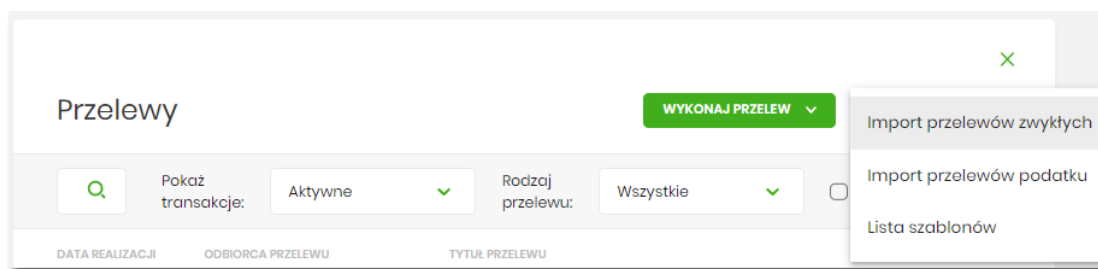 Przelewy
WYKONAJ PRZELEW
Import przelewów zwykłych
Import przelewów podatku
Lista szablonów
Pokaż
transakcje:
Aktywne
Rodzaj
przelewu:
Wszystkie
DATA REALIZACJI ODBIORCA PRZELEWU TYTUŁ PRZELEWU